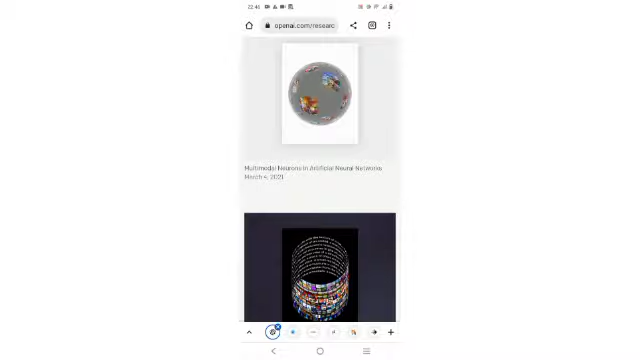 22:46
openai.com/researc
Multimodal Neurons in Artificial Neural Networks
March 4, 2021